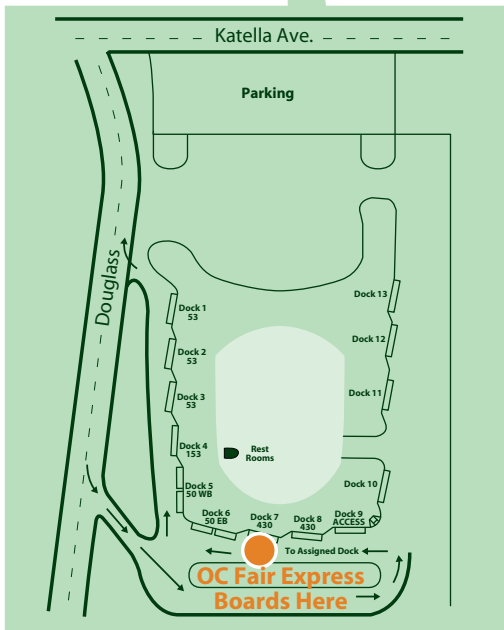 Katella Ave.
Parking
Douglass
Dock 1
53
Dock 2
53
Dock 3
53
Dock 4
153
Dock 5
50 WB
Dock 6
50 EB
Dock 7
430
Dock 8
430
Dock 9
ACCESS
Dock 10
Dock 11
Dock 12
Dock 13
Rest
Rooms
To Assigned Dock
OC Fair Express
Boards Here